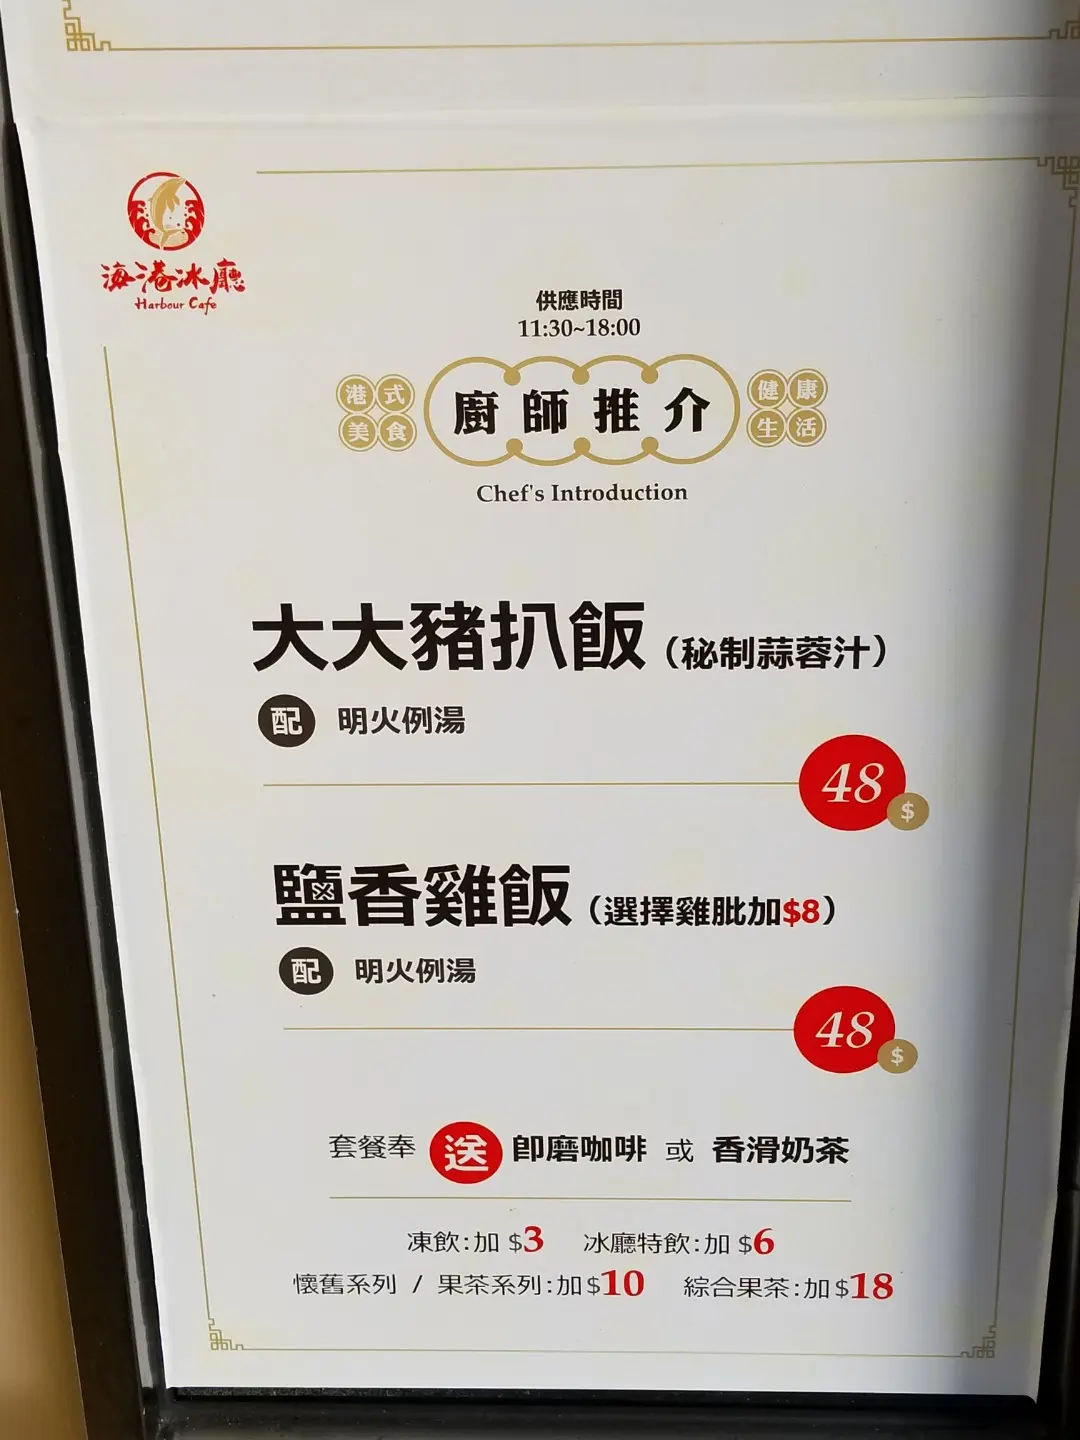 海港冰廳
Harbour Cafe
供應時間
11:30~18:00
港式
美食
廚師推介
健康
生活
Chef's Introduction
大大豬扒飯（秘制蒜蓉汁）
配 明火例湯
48
$
鹽香雞飯（選擇雞肶加$8）
配 明火例湯
48
$
套餐奉 送 即磨咖啡 或 香滑奶茶
凍飲:加 $3 冰廳特飲:加 $6
懷舊系列 / 果茶系列:加$10 綜合果茶:加$18